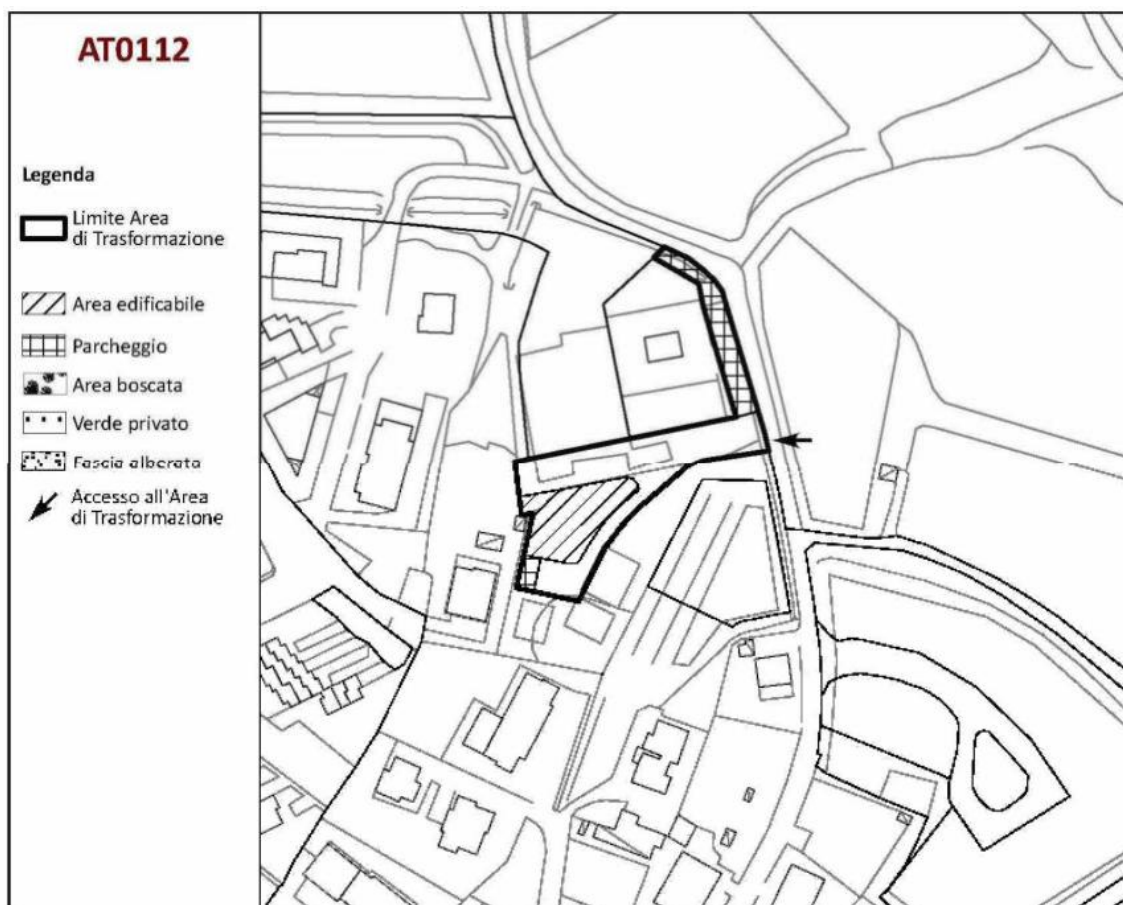 AT0112
Legenda
Limite Area
di Trasformazione
Area edificabile
Parcheggio
Area boscata
Verde privato
Fascia alberata
Accesso all'Area
di Trasformazione